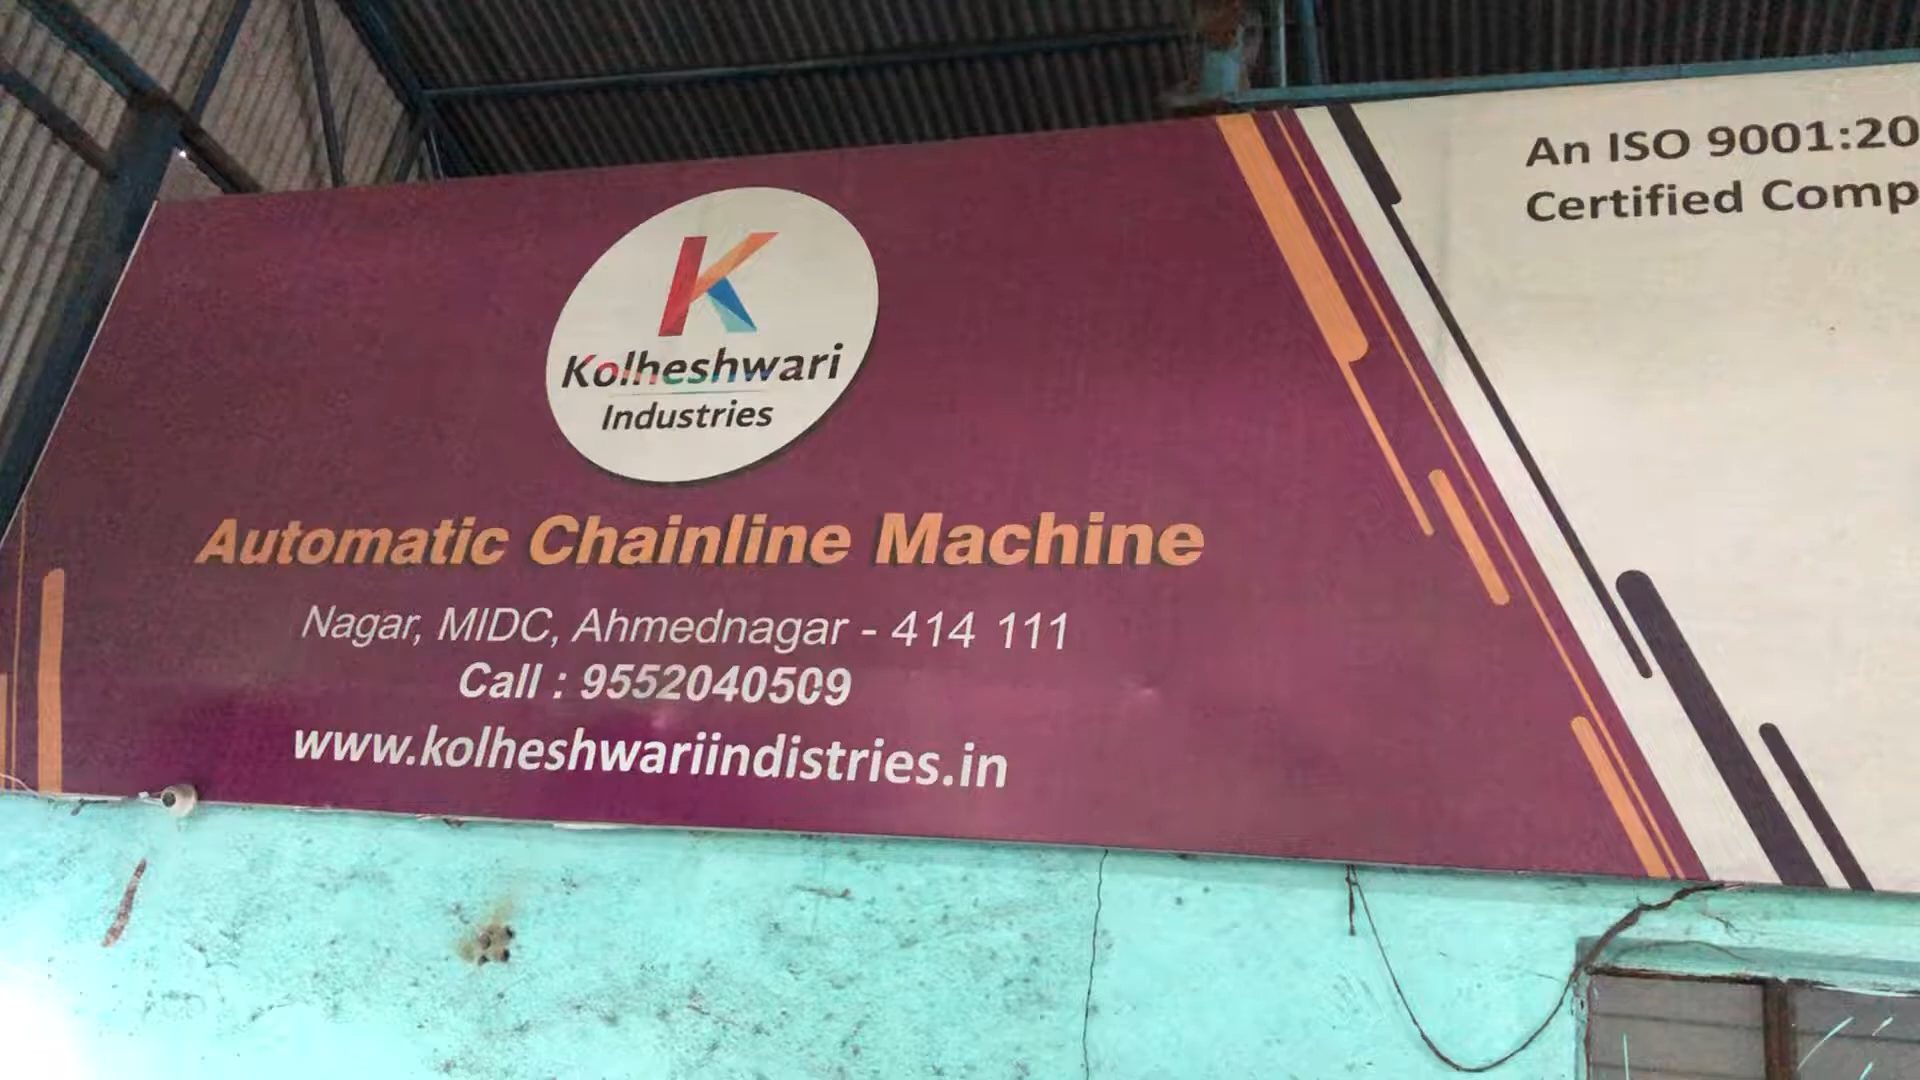 K
Kolheshwari
Industries
Automatic Chainline Machine
Nagar, MIDC, Ahmednagar - 414 111
Call : 9552040509
www.kolheshwariindistries.in
An ISO 9001:20
Certified Comp